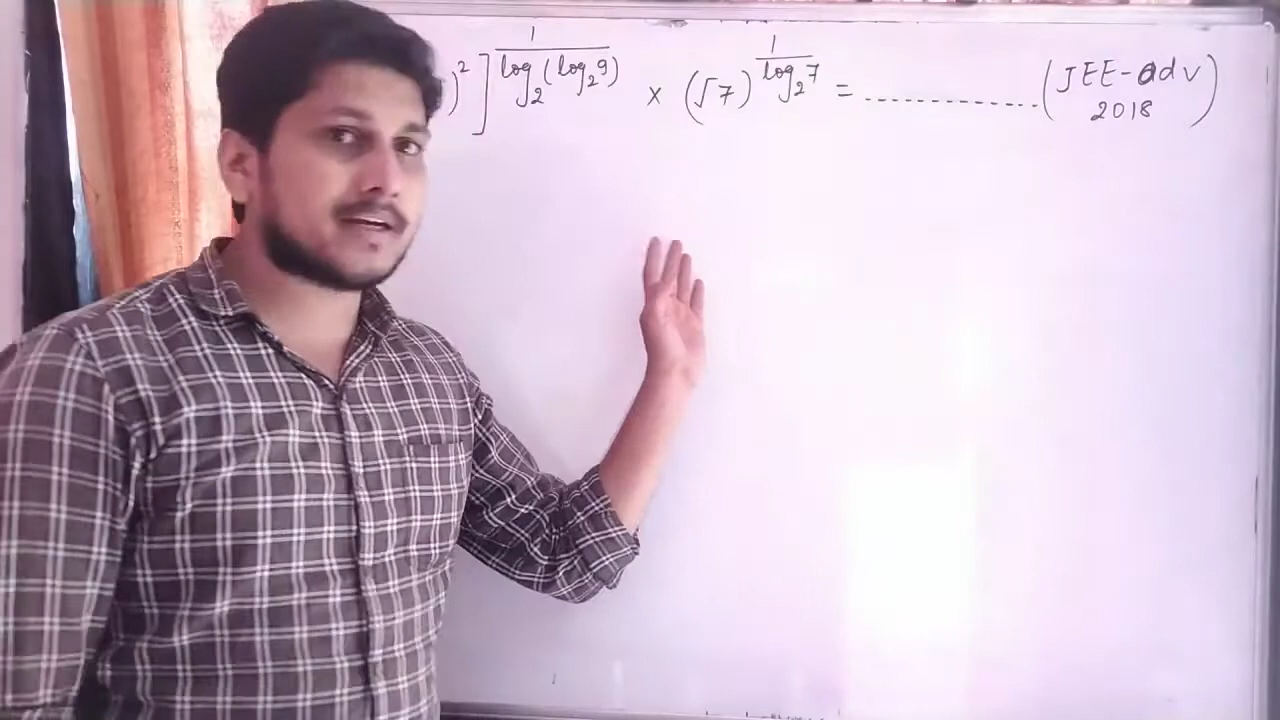 )²]^(1/log₂(log₂9)) × (√7)^(1/log₂7) = ------------- (JEE-adv 2018)